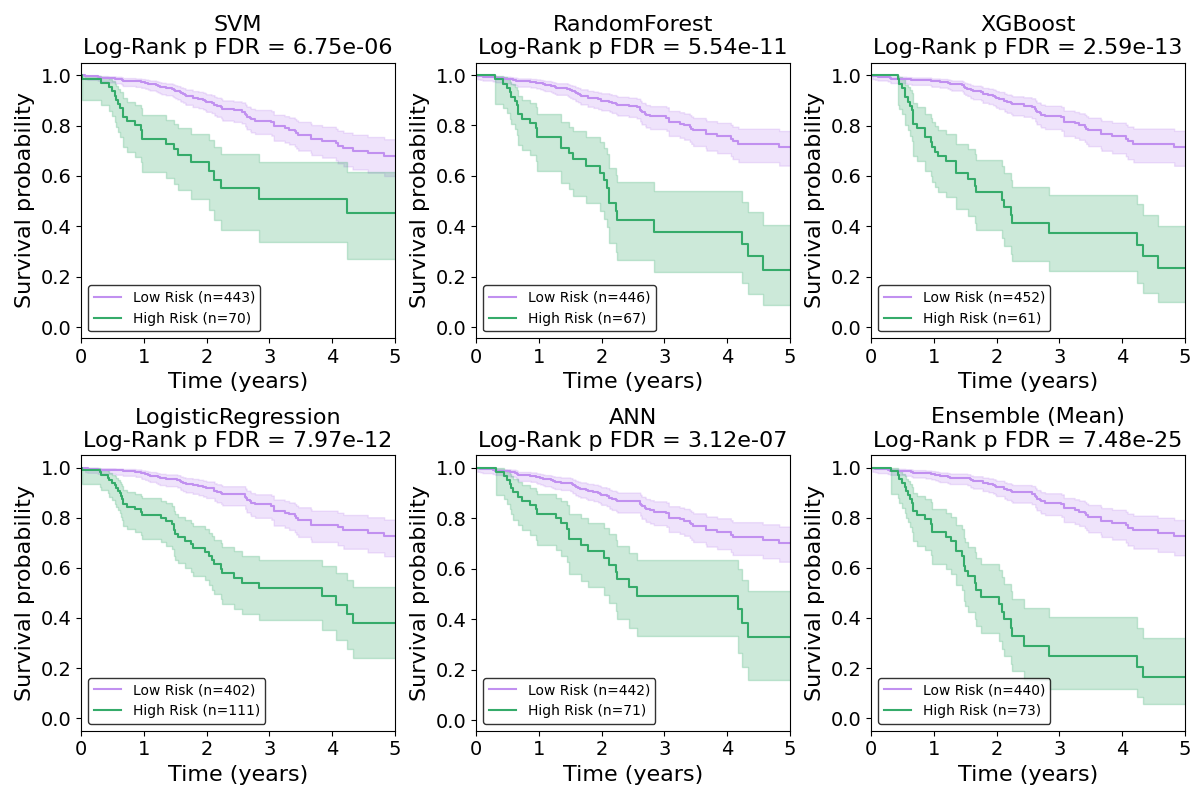 SVM
Log-Rank p FDR = 6.75e-06
Survival probability
1.0
0.8
0.6
0.4
0.2
0.0
Low Risk (n=443)
High Risk (n=70)
0 1 2 3 4 5
Time (years)
RandomForest
Log-Rank p FDR = 5.54e-11
Survival probability
1.0
0.8
0.6
0.4
0.2
0.0
Low Risk (n=446)
High Risk (n=67)
0 1 2 3 4 5
Time (years)
XGBoost
Log-Rank p FDR = 2.59e-13
Survival probability
1.0
0.8
0.6
0.4
0.2
0.0
Low Risk (n=452)
High Risk (n=61)
0 1 2 3 4 5
Time (years)
LogisticRegression
Log-Rank p FDR = 7.97e-12
Survival probability
1.0
0.8
0.6
0.4
0.2
0.0
Low Risk (n=402)
High Risk (n=111)
0 1 2 3 4 5
Time (years)
ANN
Log-Rank p FDR = 3.12e-07
Survival probability
1.0
0.8
0.6
0.4
0.2
0.0
Low Risk (n=442)
High Risk (n=71)
0 1 2 3 4 5
Time (years)
Ensemble (Mean)
Log-Rank p FDR = 7.48e-25
Survival probability
1.0
0.8
0.6
0.4
0.2
0.0
Low Risk (n=440)
High Risk (n=73)
0 1 2 3 4 5
Time (years)